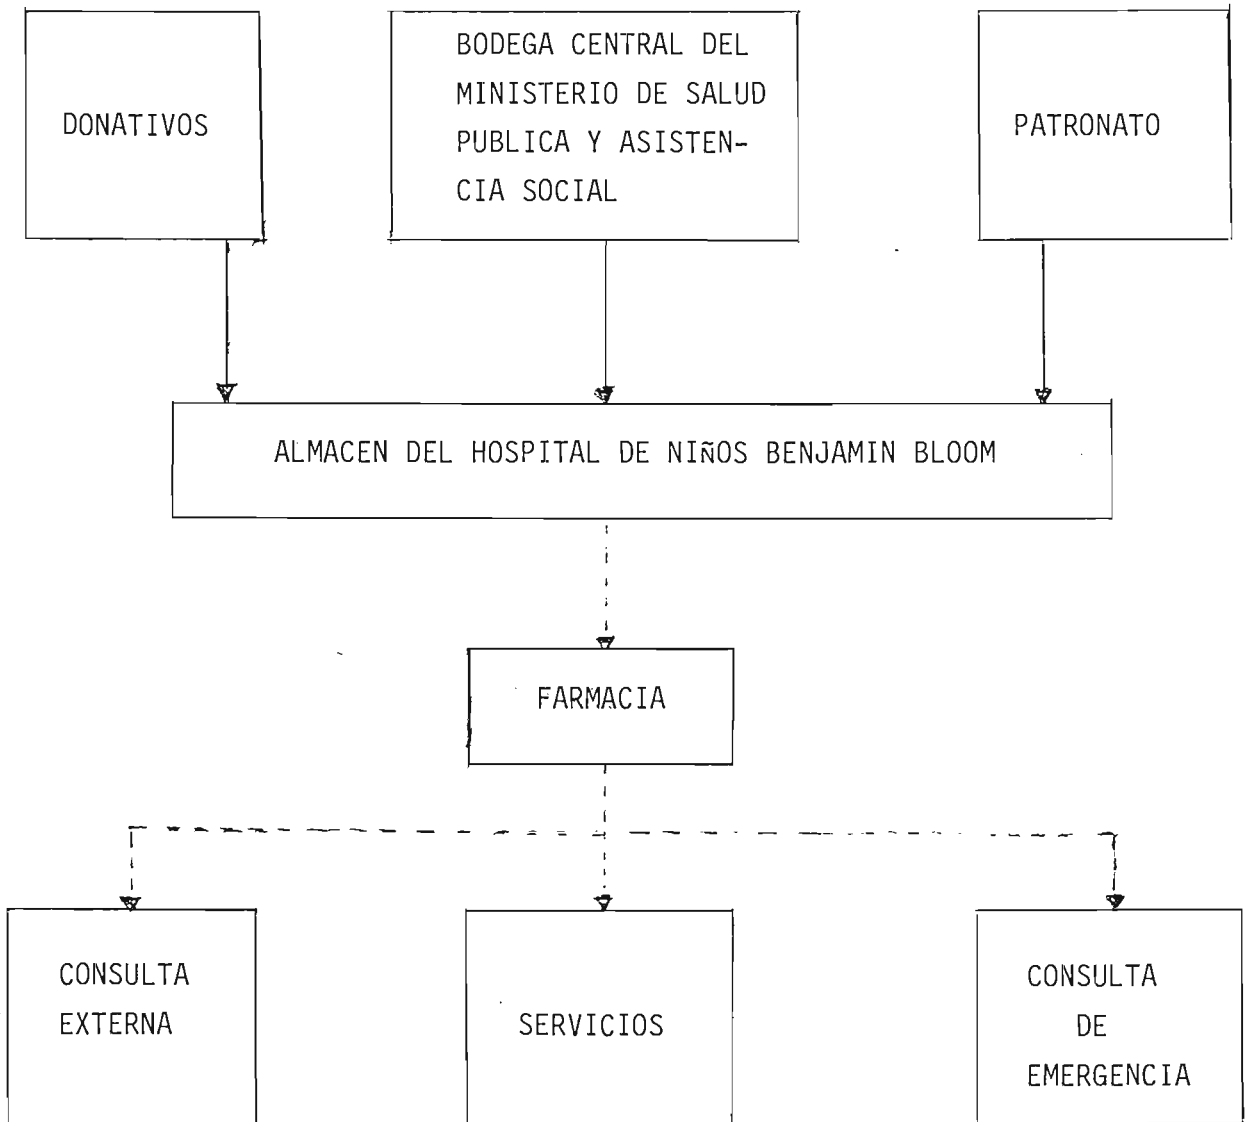 DONATIVOS
BODEGA CENTRAL DEL
MINISTERIO DE SALUD
PUBLICA Y ASISTEN-
CIA SOCIAL
PATRONATO
ALMACEN DEL HOSPITAL DE NIÑOS BENJAMIN BLOOM
FARMACIA
CONSULTA
EXTERNA
SERVICIOS
CONSULTA
DE
EMERGENCIA